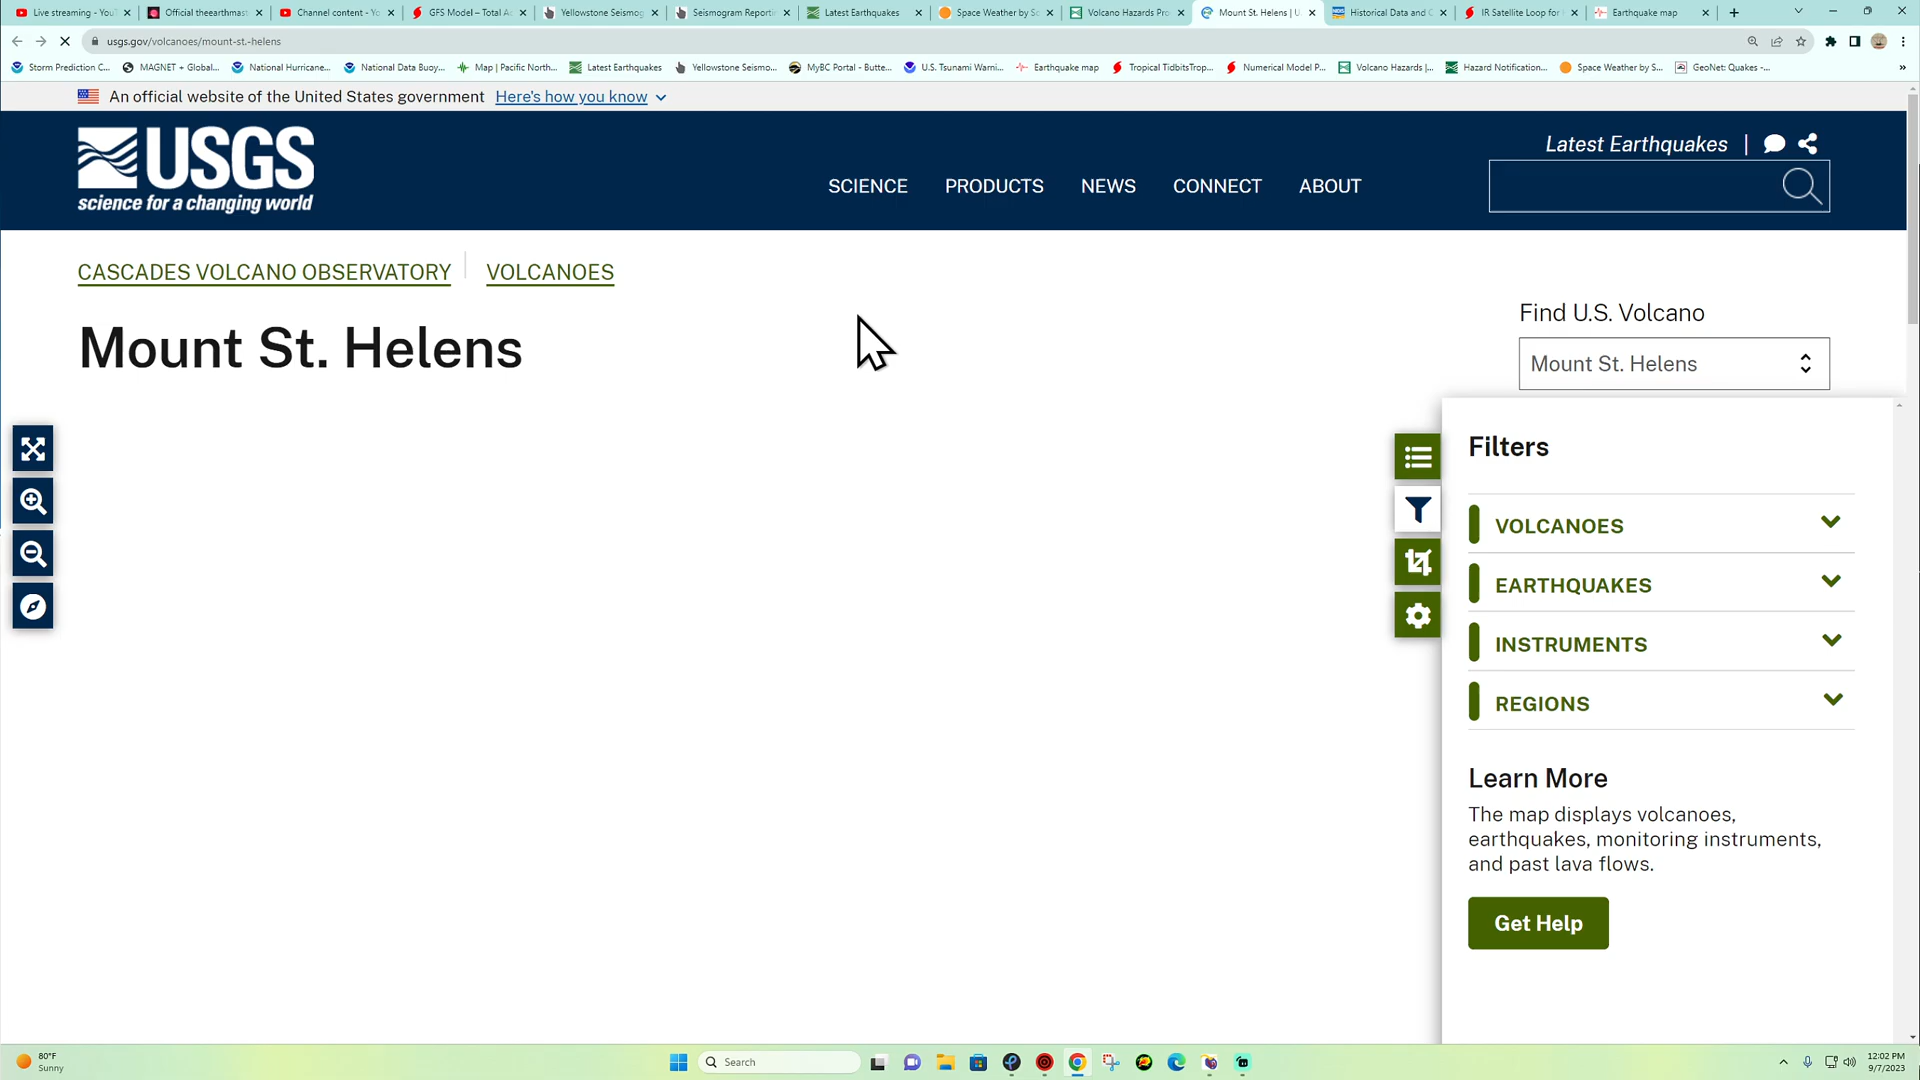 Live streaming - YouT
Official theearthmast
Channel content - Yo
GFS Model – Total Ac
Yellowstone Seismog
Seismogram Reporti
Latest Earthquakes
Space Weather by So
Volcano Hazards Pro
Mount St. Helens | U
Historical Data and C
IR Satellite Loop for
Earthquake map
usgs.gov/volcanoes/mount-st.-helens
Storm Prediction C...
MAGNET + Global...
National Hurricane...
National Data Buoy...
Map | Pacific North...
Latest Earthquakes
Yellowstone Seismo...
MyBC Portal - Butte...
U.S. Tsunami Warni...
Earthquake map
Tropical TidbitsTrop...
Numerical Model P...
Volcano Hazards |...
Hazard Notification...
Space Weather by S...
GeoNet: Quakes -...
»
An official website of the United States government Here's how you know
USGS
science for a changing world
Latest Earthquakes |
SCIENCE PRODUCTS NEWS CONNECT ABOUT
CASCADES VOLCANO OBSERVATORY VOLCANOES
Mount St. Helens
Find U.S. Volcano
Mount St. Helens
Filters
VOLCANOES
EARTHQUAKES
INSTRUMENTS
REGIONS
Learn More
The map displays volcanoes,
earthquakes, monitoring instruments,
and past lava flows.
Get Help
80°F
Sunny
Search
12:02 PM
9/7/2023